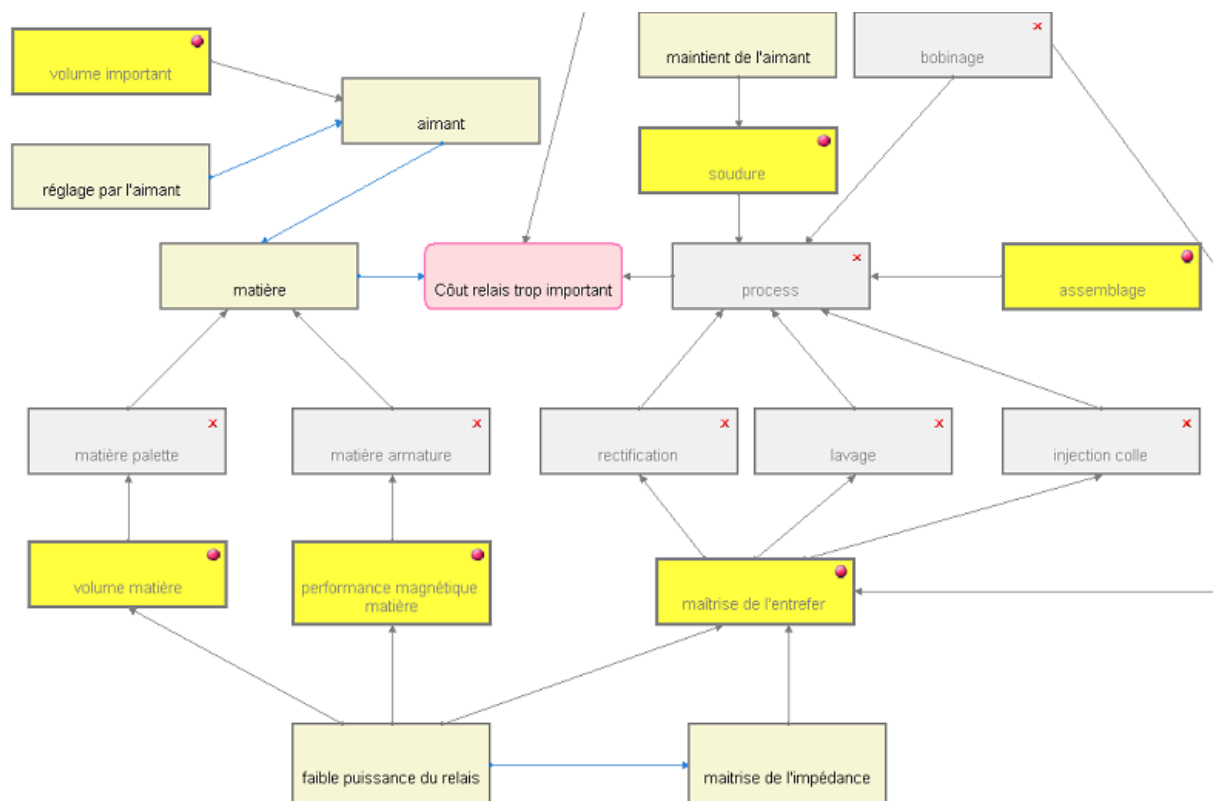 volume important
maintient de l'aimant
bobinage
aimant
réglage par l'aimant
soudure
matière
Côut relais trop important
process
assemblage
matière palette
matière armature
rectification
lavage
injection colle
volume matière
performance magnétique
matière
maîtrise de l'entrefer
faible puissance du relais
maitrise de l'impédance